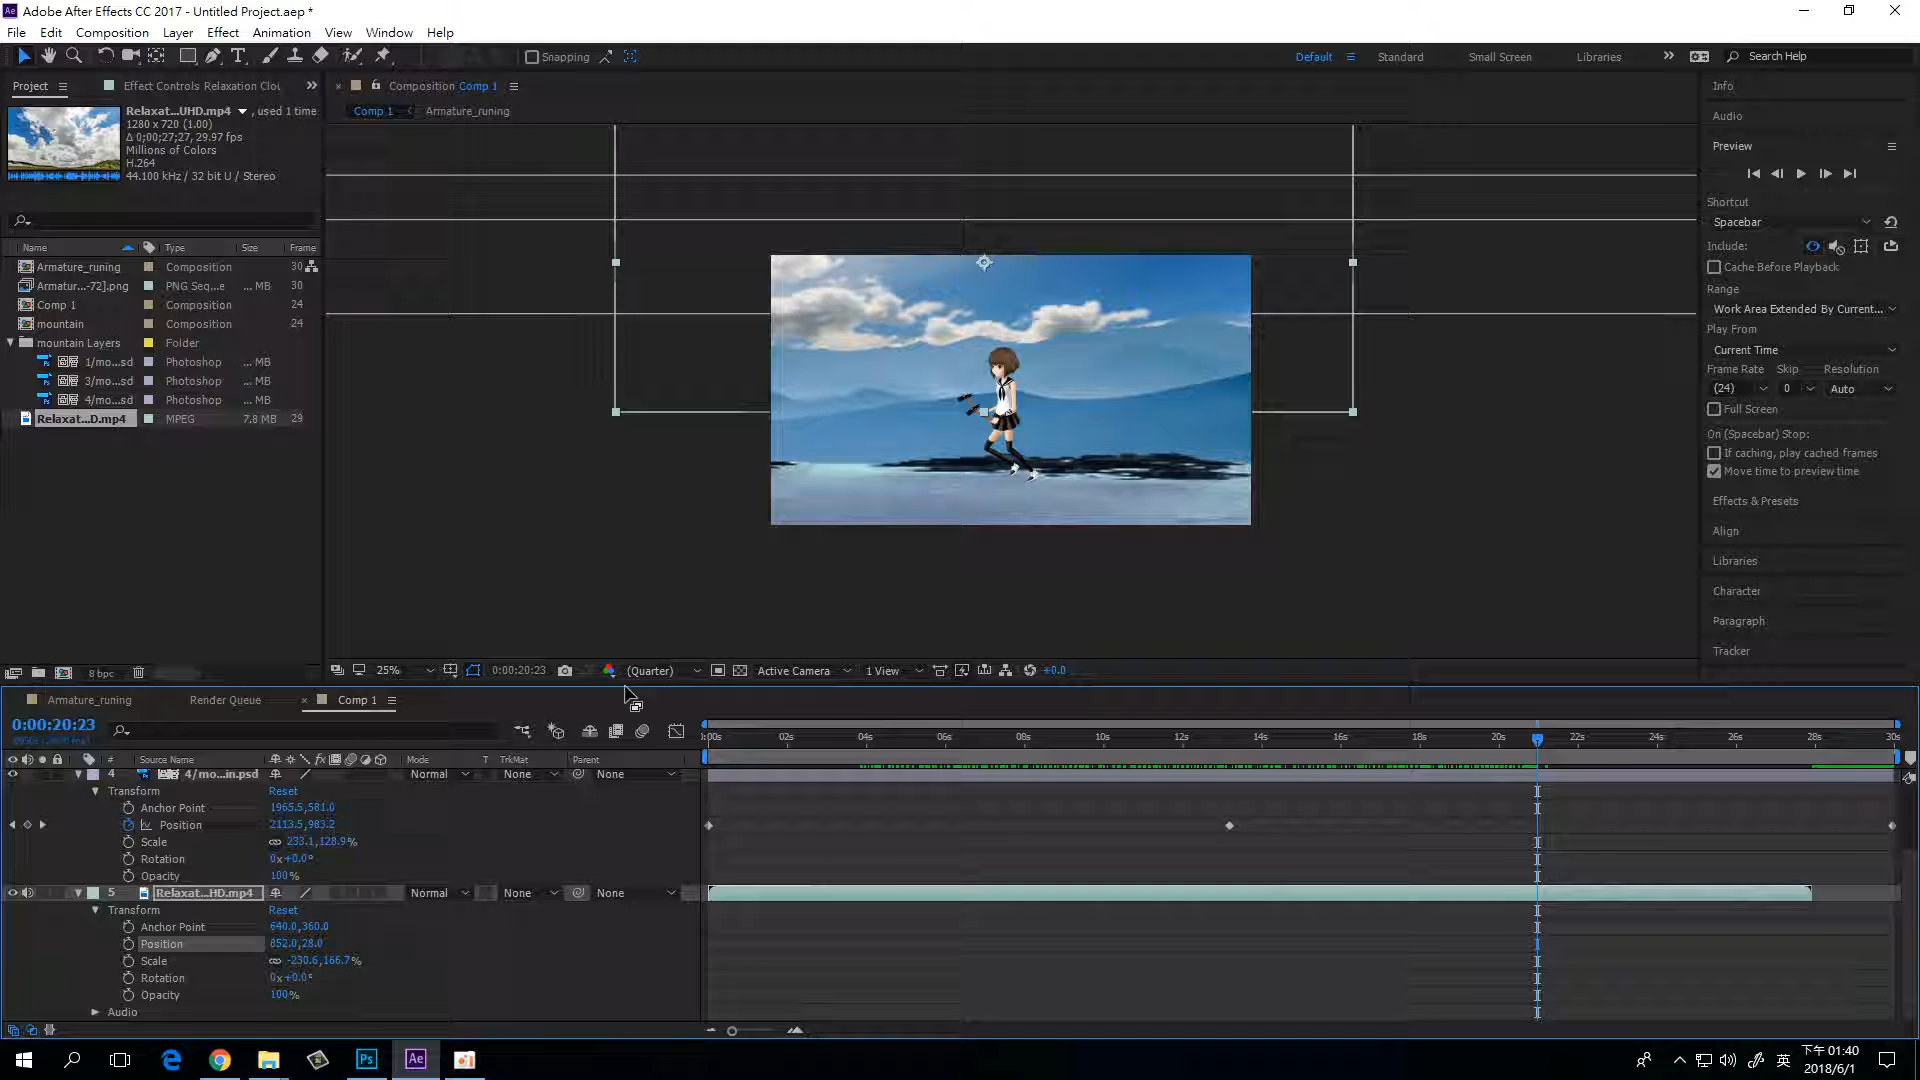 Adobe After Effects CC 2017 - Untitled Project.aep *
File Edit Composition Layer Effect Animation View Window Help
Snapping
Default Standard Small Screen Libraries Search Help
Project Effect Controls Relaxation Clou
Relaxat...UHD.mp4 , used 1 time
1280 x 720 (1.00)
Δ 0;00;27;27, 29.97 fps
Millions of Colors
H.264
44.100 kHz / 32 bit U / Stereo
Name Type Size Frame
Armature_runing Composition 30
Armatur...-72].png PNG Seq...e ... MB 30
Comp 1 Composition 24
mountain Composition 24
mountain Layers Folder
1/mo...sd Photoshop ... MB
3/mo...sd Photoshop ... MB
4/mo...sd Photoshop ... MB
Relaxat...D.mp4 MPEG 7.8 MB 29
8 bpc
Composition Comp 1
Comp 1 Armature_runing
25% 0:00:20:23 (Quarter) Active Camera 1 View +0.0
Info
Audio
Preview
Shortcut
Spacebar
Include:
Cache Before Playback
Range
Work Area Extended By Current...
Play From
Current Time
Frame Rate Skip Resolution
(24) 0 Auto
Full Screen
On (Spacebar) Stop:
If caching, play cached frames
Move time to preview time
Effects & Presets
Align
Libraries
Character
Paragraph
Tracker
Armature_runing Render Queue Comp 1
0:00:20:23
:00s 02s 04s 06s 08s 10s 12s 14s 16s 18s 20s 22s 24s 26s 28s 30s
# Source Name Mode T TrkMat Parent
4 4/mo...in.psd Normal None None
Transform Reset
Anchor Point 1965.5,581.0
Position 2113.5,983.2
Scale 233.1,128.9%
Rotation 0x+0.0°
Opacity 100%
5 Relaxat...HD.mp4 Normal None None
Transform Reset
Anchor Point 640.0,360.0
Position 852.0,28.0
Scale -230.6,166.7%
Rotation 0x+0.0°
Opacity 100%
Audio
Ps Ae
英 下午 01:40
2018/6/1